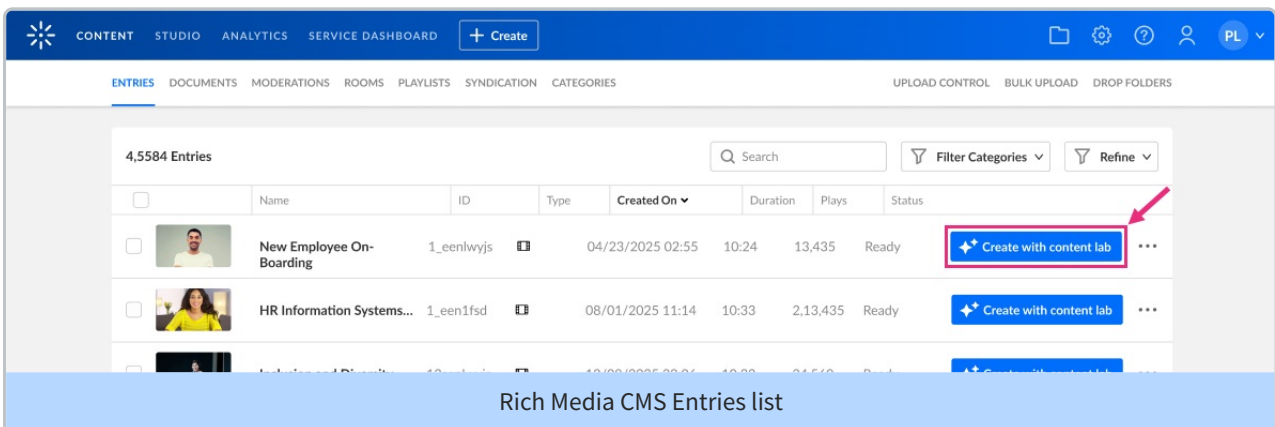 CONTENT STUDIO ANALYTICS SERVICE DASHBOARD + Create PL
ENTRIES DOCUMENTS MODERATIONS ROOMS PLAYLISTS SYNDICATION CATEGORIES UPLOAD CONTROL BULK UPLOAD DROP FOLDERS
4,5584 Entries Search Filter Categories Refine
Name ID Type Created On Duration Plays Status
New Employee On- 1_eenlwyjs 04/23/2025 02:55 10:24 13,435 Ready Create with content lab
Boarding
HR Information Systems... 1_een1fsd 08/01/2025 11:14 10:33 2,13,435 Ready Create with content lab
Rich Media CMS Entries list